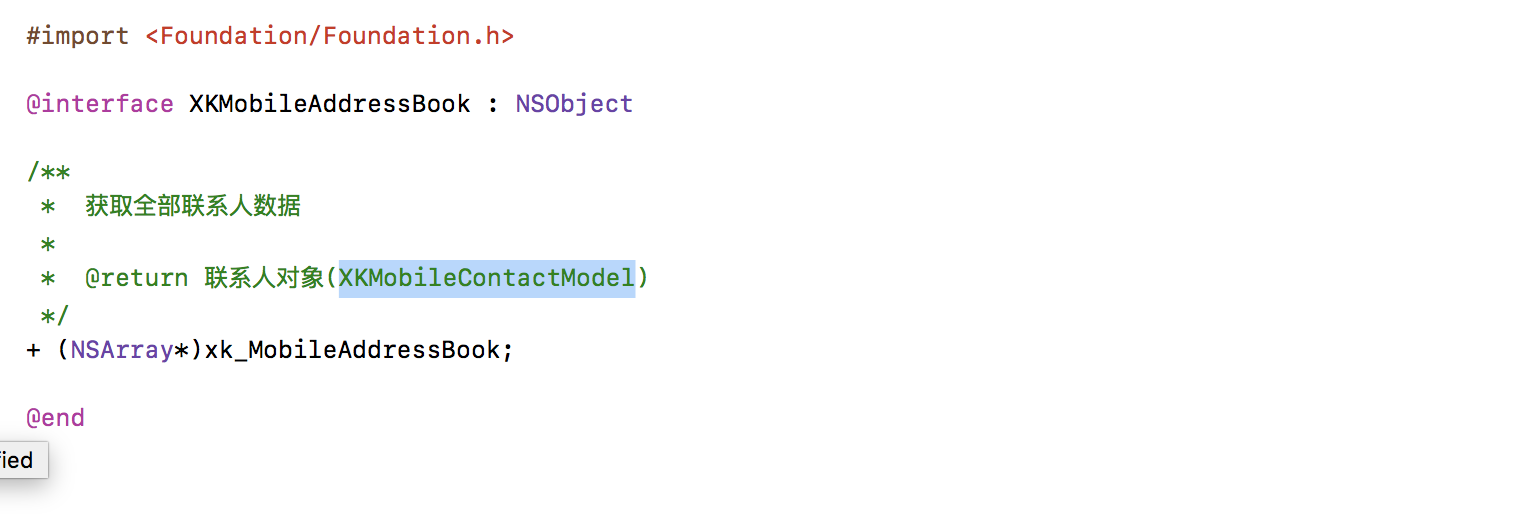 #import <Foundation/Foundation.h>
@interface XKMobileAddressBook : NSObject
/**
*  获取全部联系人数据
*
*  @return 联系人对象(XKMobileContactModel)
*/
+ (NSArray*)xk_MobileAddressBook;
@end